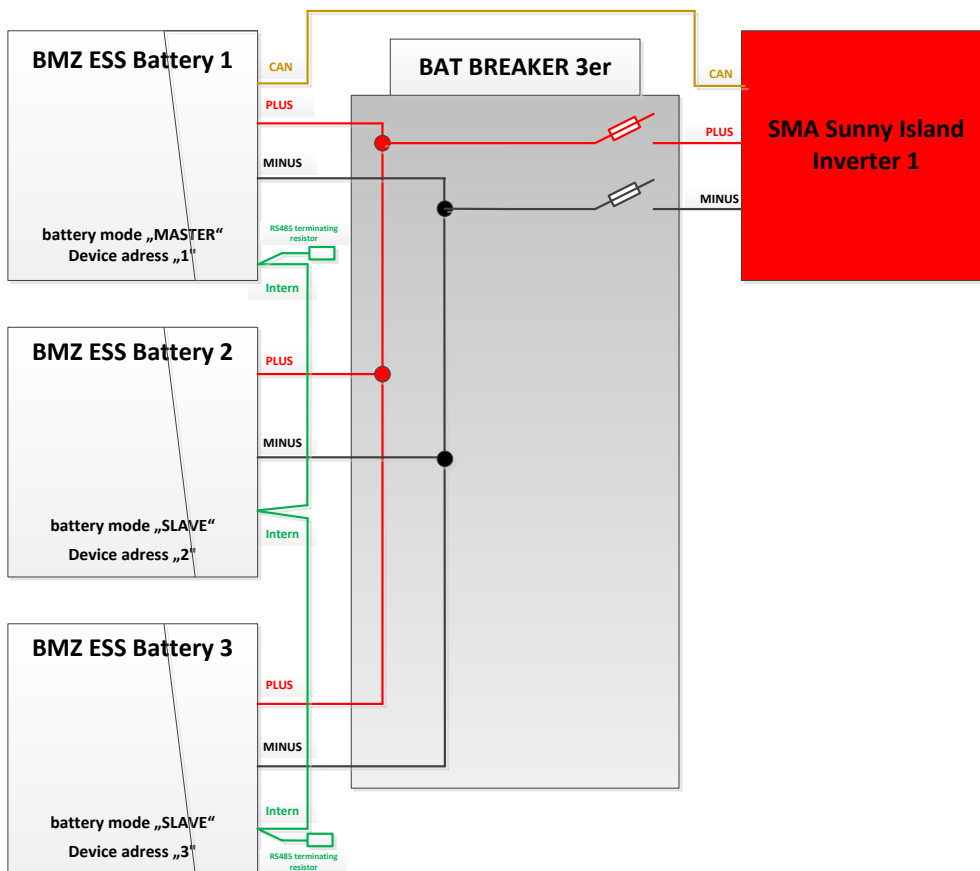 BMZ ESS Battery 1
CAN
PLUS
MINUS
battery mode „MASTER“
Device adress „1"
RS485 terminating
resistor
Intern
BAT BREAKER 3er
CAN
PLUS
MINUS
SMA Sunny Island
Inverter 1
BMZ ESS Battery 2
PLUS
MINUS
battery mode „SLAVE“
Device adress „2"
Intern
BMZ ESS Battery 3
PLUS
MINUS
battery mode „SLAVE“
Device adress „3"
Intern
RS485 terminating
resistor